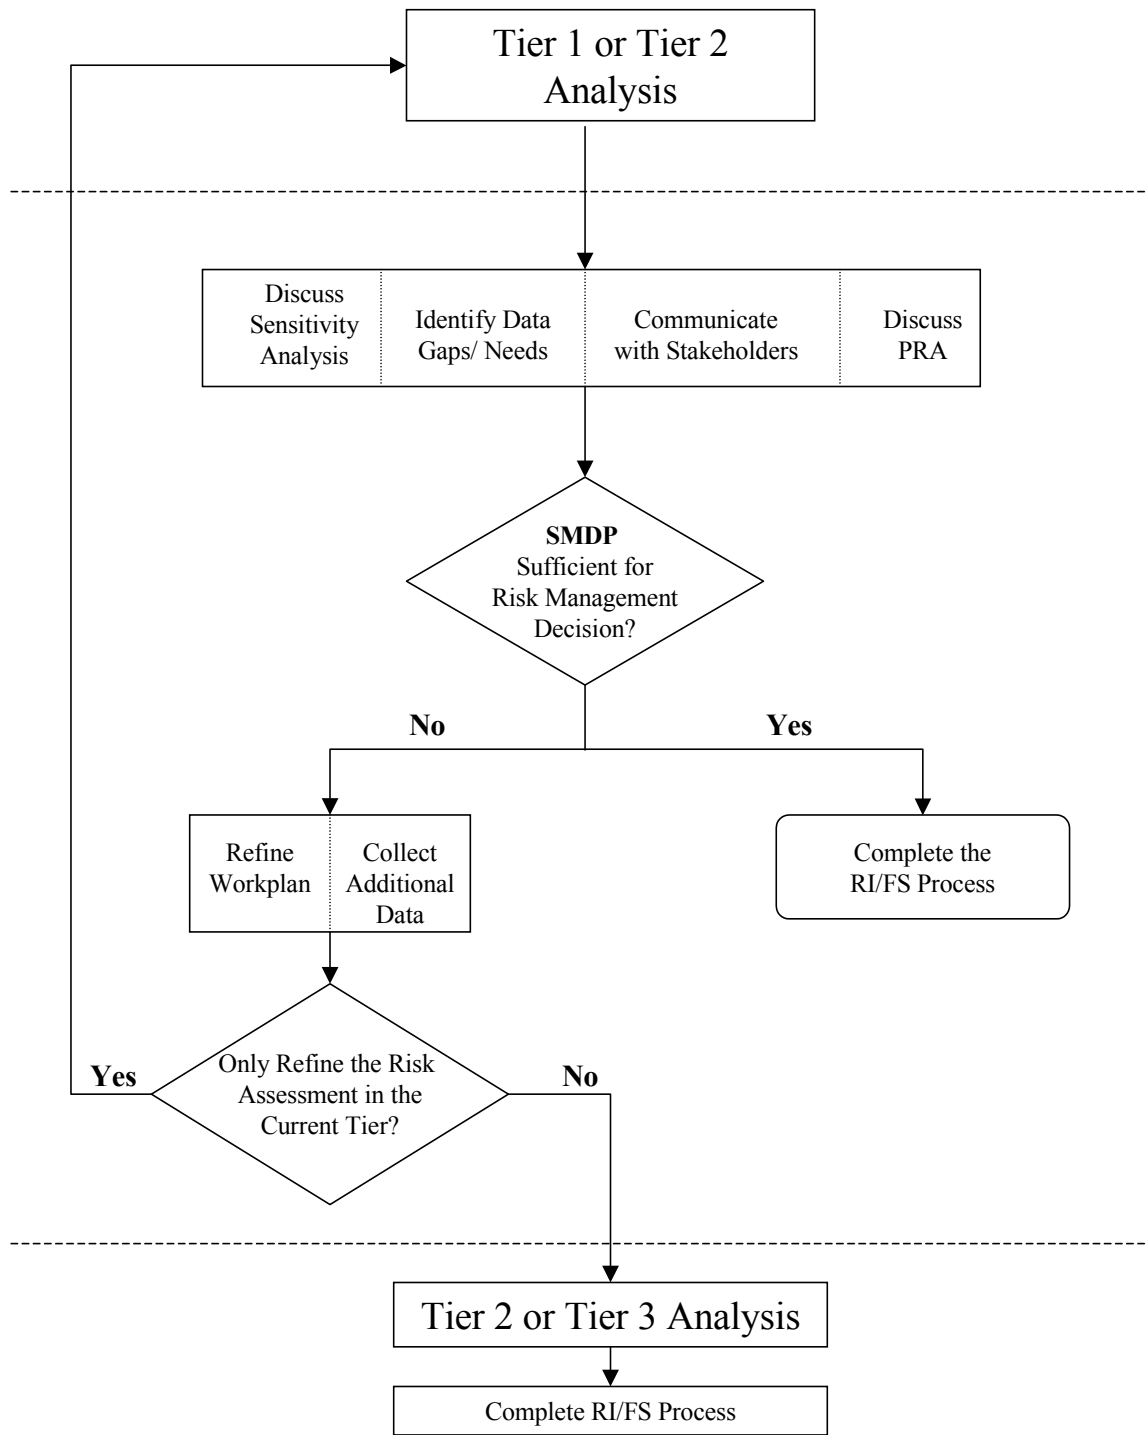 Tier 1 or Tier 2
Analysis
Discuss
Sensitivity
Analysis
Identify Data
Gaps/ Needs
Communicate
with Stakeholders
Discuss
PRA
SMDP
Sufficient for
Risk Management
Decision?
No
Yes
Refine
Workplan
Collect
Additional
Data
Complete the
RI/FS Process
Only Refine the Risk
Assessment in the
Current Tier?
Yes
No
Tier 2 or Tier 3 Analysis
Complete RI/FS Process